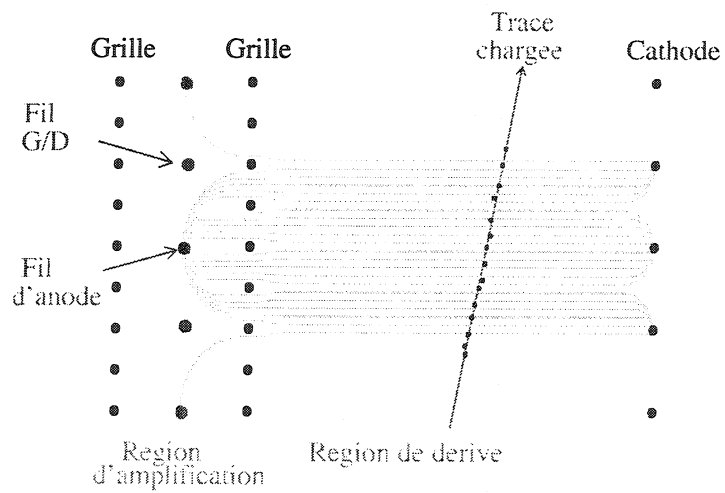 Trace
chargee
Grille
Grille
Cathode
Fil
G/D
Fil
d'anode
Region
d'amplification
Region de derive